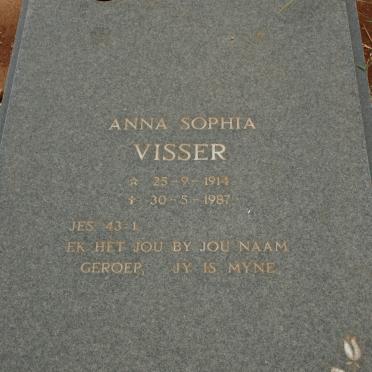 ANNA SOPHIA
VISSER
☆ 25-9-1914
✝ 30-5-1987
JES 43-1
EK HET JOU BY JOU NAAM
GEROEP, JY IS MYNE